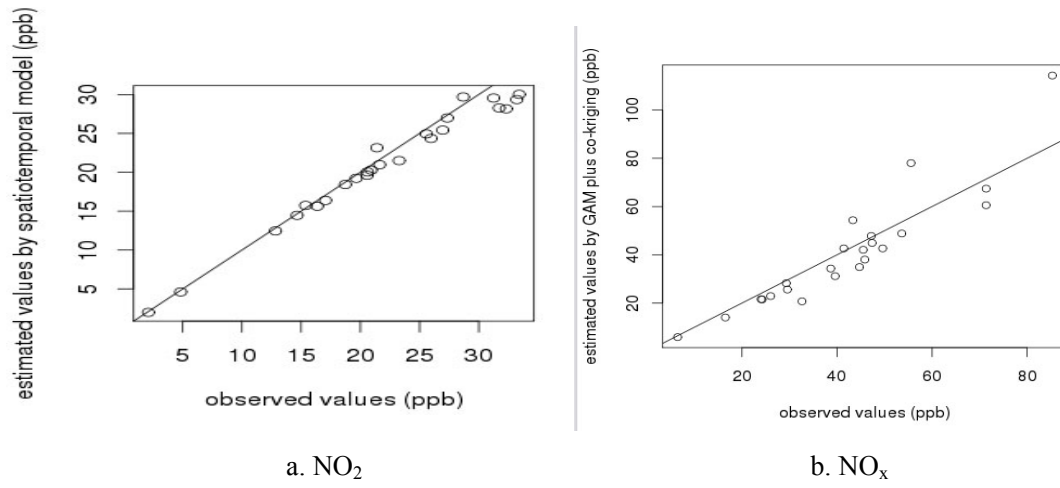 estimated values by spatiotemporal model (ppb)
30
25
20
15
10
5
5 10 15 20 25 30
observed values (ppb)
a. NO₂
estimated values by GAM plus co-kriging (ppb)
100
80
60
40
20
20 40 60 80
observed values (ppb)
b. NOₓ